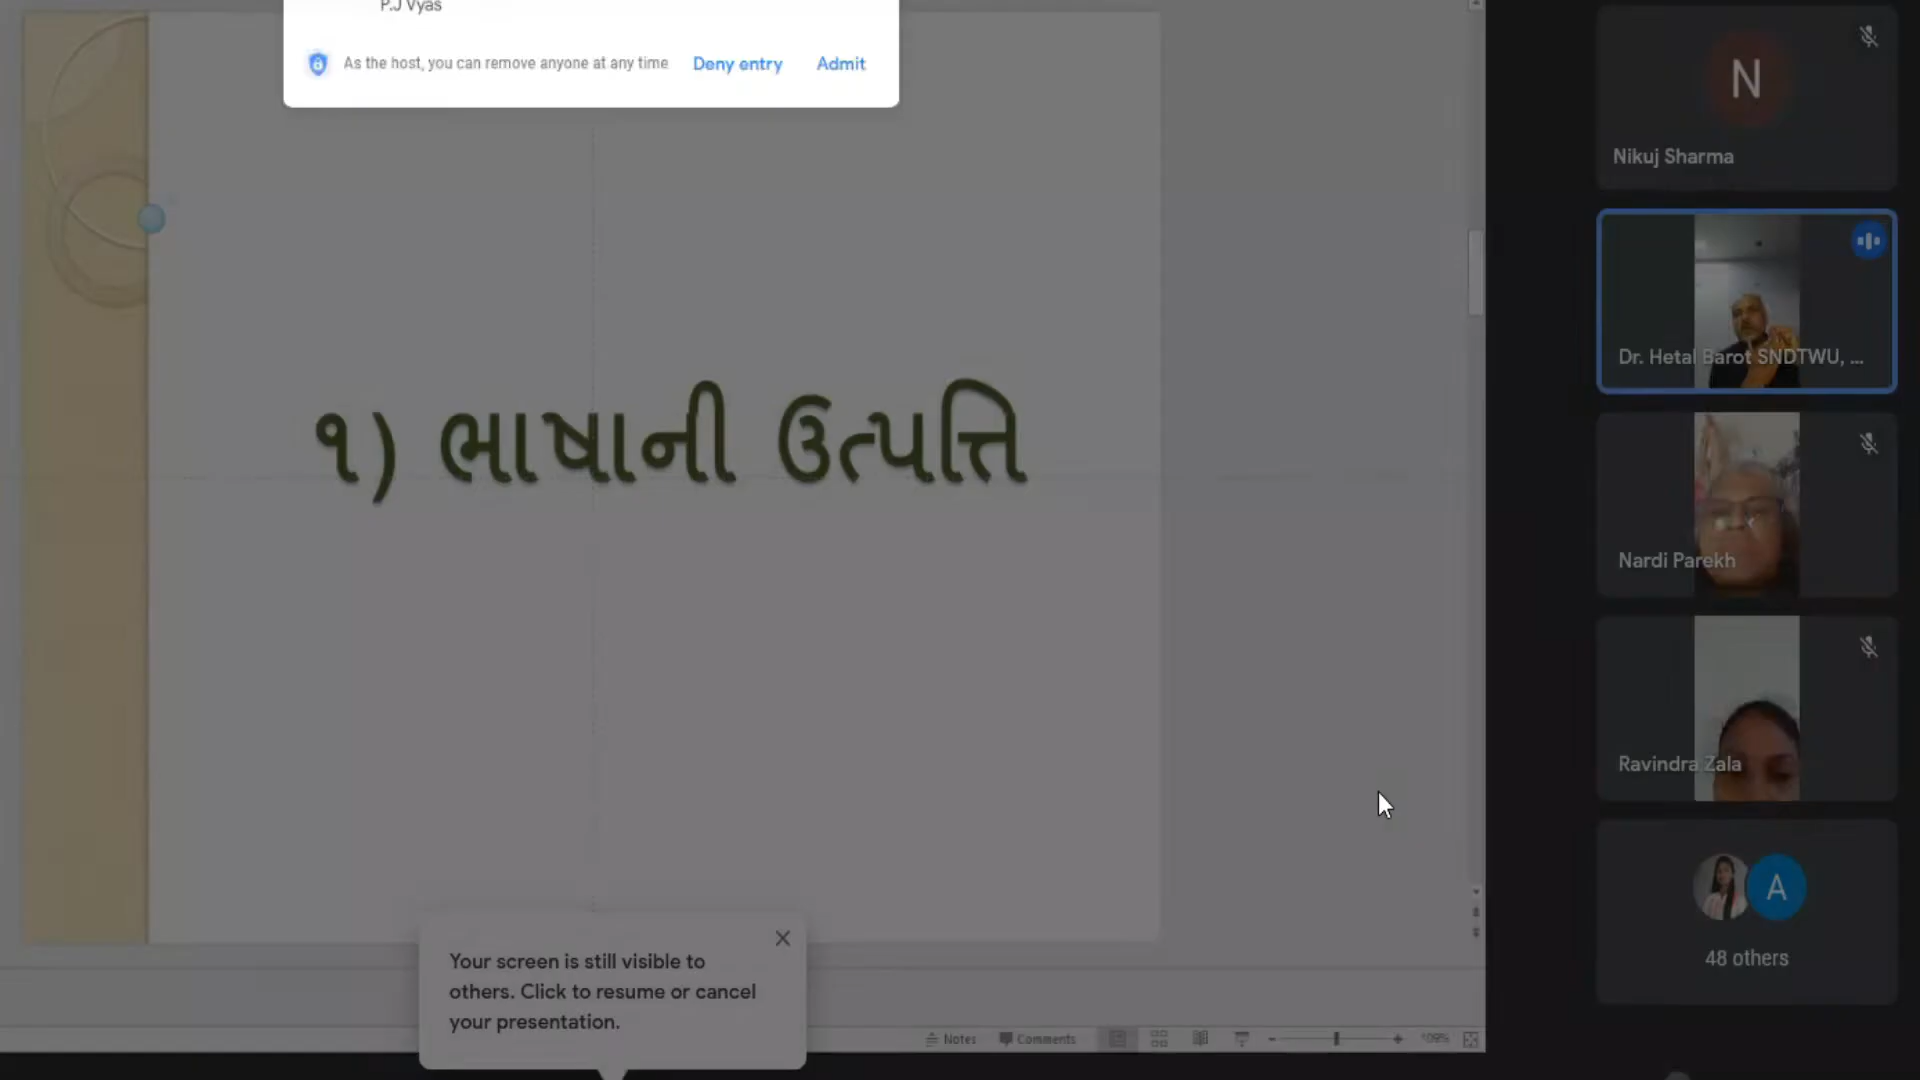 P.J Vyas
As the host, you can remove anyone at any time
Deny entry
Admit
૧) ભાષાની ઉત્પત્તિ
Your screen is still visible to
others. Click to resume or cancel
your presentation.
Notes
Comments
N
Nikuj Sharma
Dr. Hetal Barot SNDTWU, ...
Nardi Parekh
Ravindra Zala
A
48 others